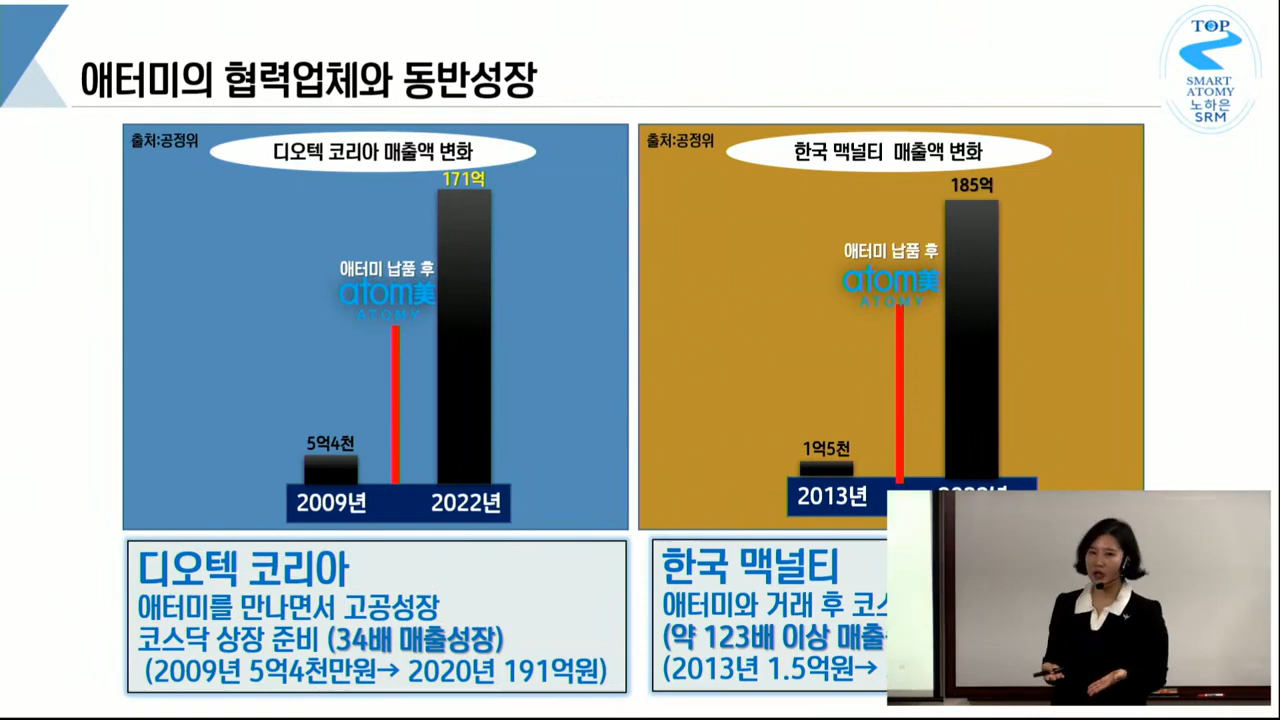 애터미의 협력업체와 동반성장
TOP
SMART
ATOMY
노하은
SRM
출처:공정위
디오텍 코리아 매출액 변화
171억
애터미 납품 후
atom美
ATOMY
5억4천
2009년 2022년
출처:공정위
한국 맥널티 매출액 변화
185억
애터미 납품 후
atom美
ATOMY
1억5천
2013년
디오텍 코리아
애터미를 만나면서 고공성장
코스닥 상장 준비 (34배 매출성장)
(2009년 5억4천만원→ 2020년 191억원)
한국 맥널티
애터미와 거래 후
(약 123배 이상
(2013년 1.5억원→